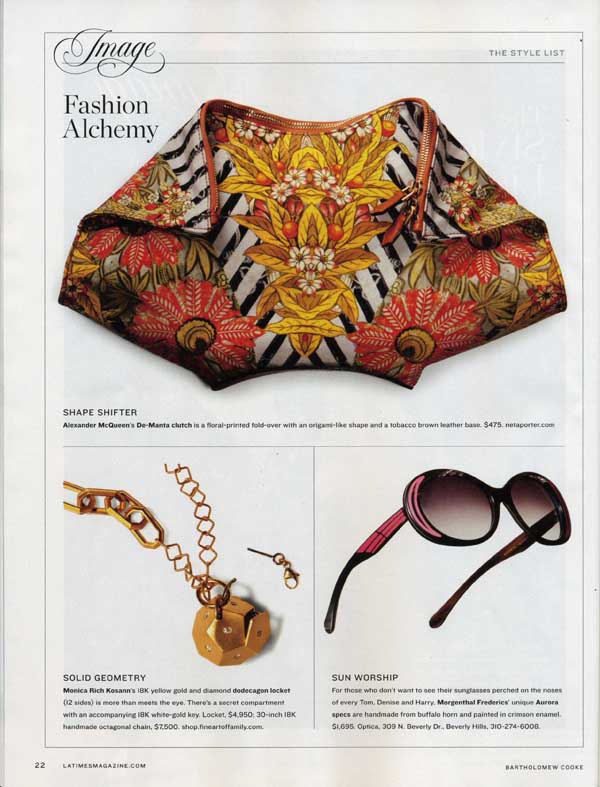 Image
THE STYLE LIST
Fashion
Alchemy
SHAPE SHIFTER
Alexander McQueen's De-Manta clutch is a floral-printed fold-over with an origami-like shape and a tobacco brown leather base. $475. netaporter.com
SOLID GEOMETRY
Monica Rich Kosann's 18K yellow gold and diamond dodecagon locket
(12 sides) is more than meets the eye. There's a secret compartment
with an accompanying 18K white-gold key. Locket, $4,950; 30-inch 18K
handmade octagonal chain, $7,500. shop.fineartoffamily.com.
SUN WORSHIP
For those who don't want to see their sunglasses perched on the noses
of every Tom, Denise and Harry, Morgenthal Frederics' unique Aurora
specs are handmade from buffalo horn and painted in crimson enamel.
$1,695. Optica, 309 N. Beverly Dr., Beverly Hills, 310-274-6008.
22 LATIMESMAGAZINE.COM
BARTHOLOMEW COOKE